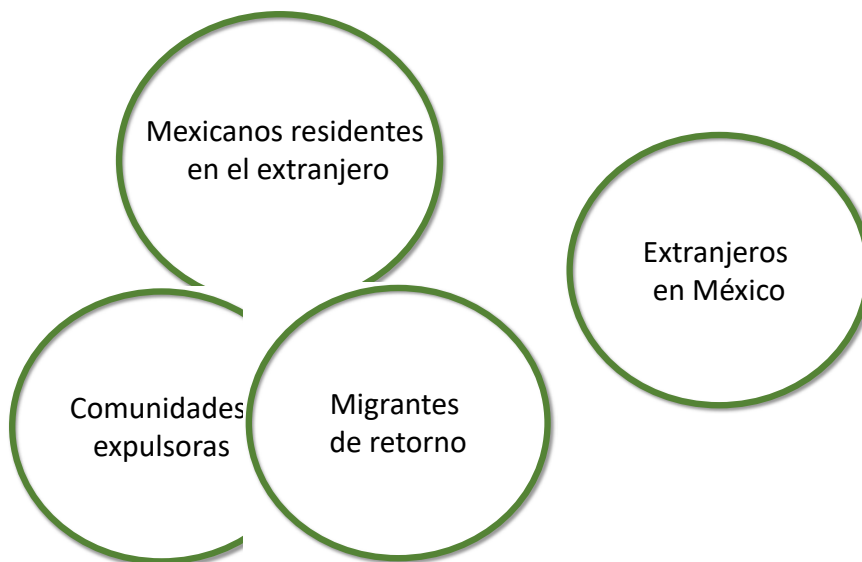 Mexicanos residentes
en el extranjero
Extranjeros
en México
Comunidades
expulsoras
Migrantes
de retorno